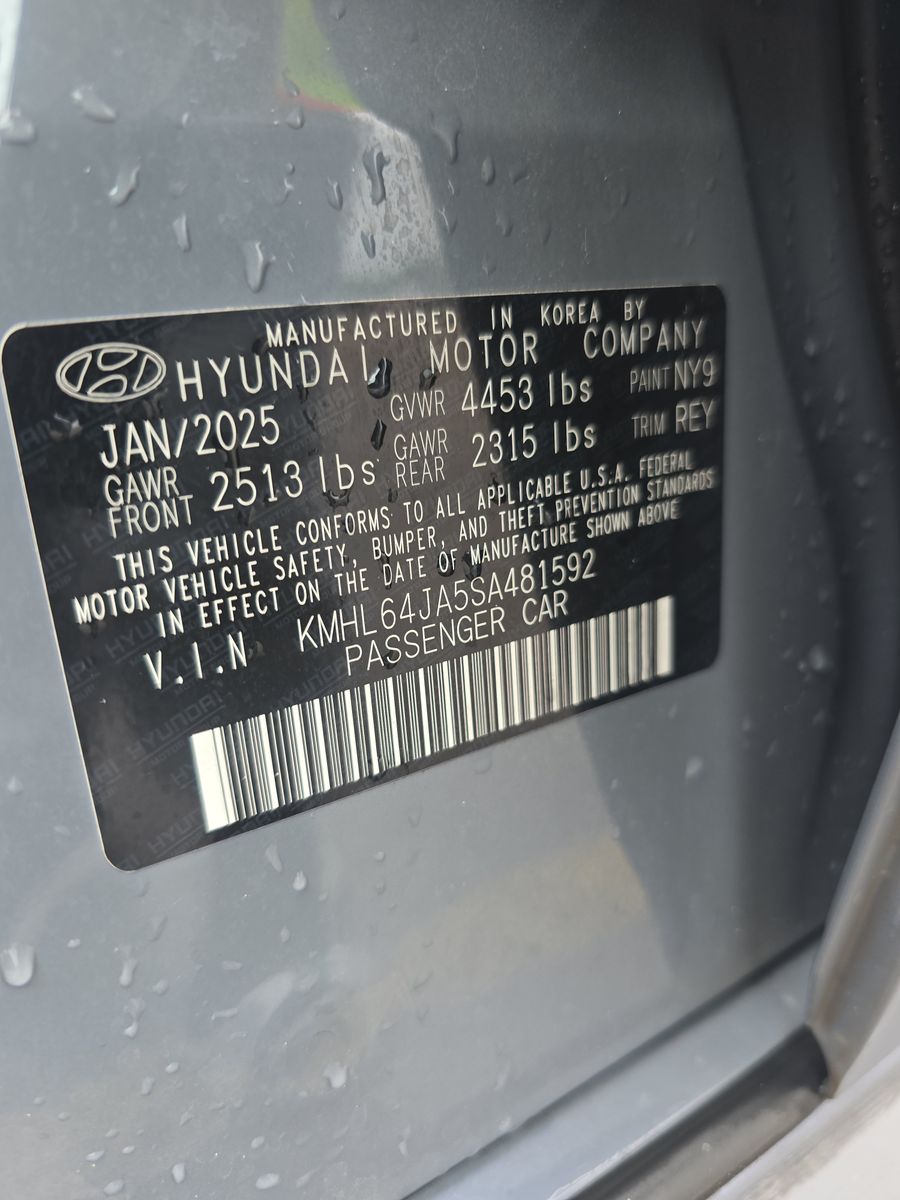 MANUFACTURED IN KOREA BY
HYUNDAI MOTOR COMPANY
JAN/2025 GVWR 4453 lbs PAINT NY9
GAWR FRONT 2513 lbs GAWR REAR 2315 lbs TRIM REY
THIS VEHICLE CONFORMS TO ALL APPLICABLE U.S.A. FEDERAL
MOTOR VEHICLE SAFETY, BUMPER, AND THEFT PREVENTION STANDARDS
IN EFFECT ON THE DATE OF MANUFACTURE SHOWN ABOVE
V.I.N KMHL64JA5SA481592
PASSENGER CAR